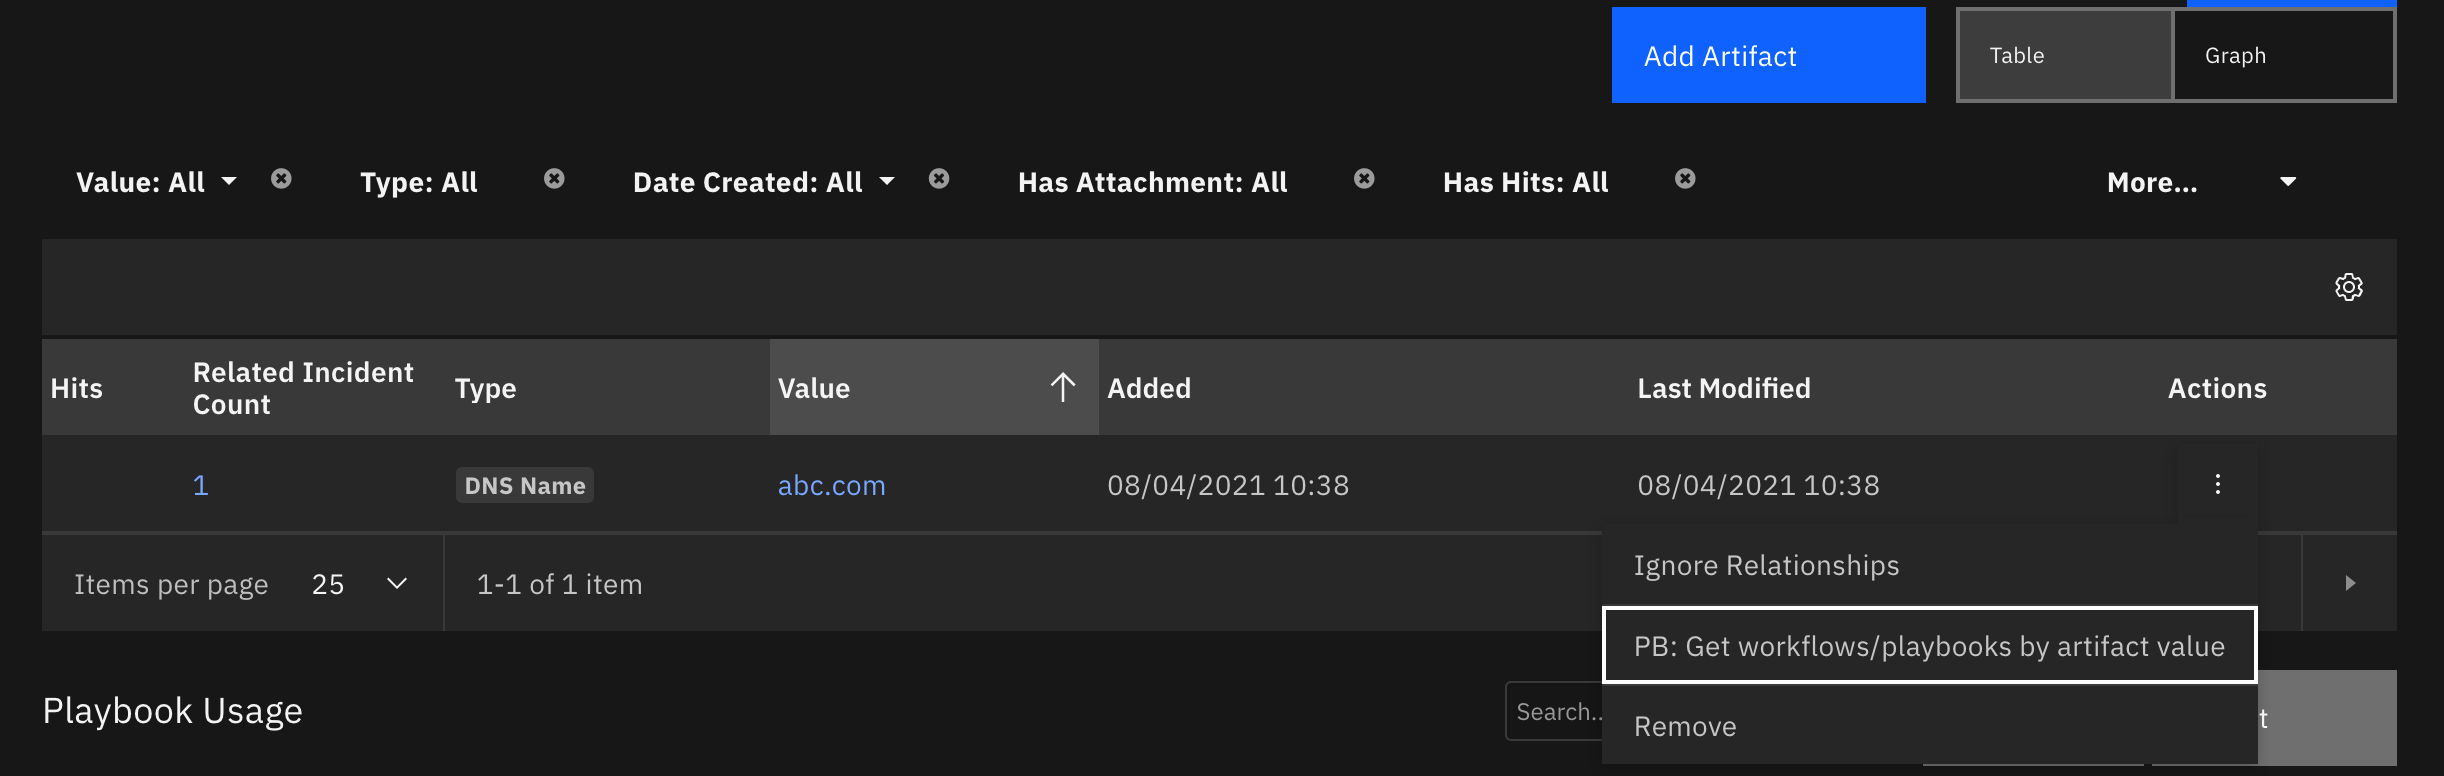 Add Artifact
Table
Graph
Value: All
Type: All
Date Created: All
Has Attachment: All
Has Hits: All
More...
Hits
Related Incident
Count
Type
Value
Added
Last Modified
Actions
1
DNS Name
abc.com
08/04/2021 10:38
08/04/2021 10:38
Ignore Relationships
Items per page
25
1-1 of 1 item
PB: Get workflows/playbooks by artifact value
Playbook Usage
Search..
Remove
t